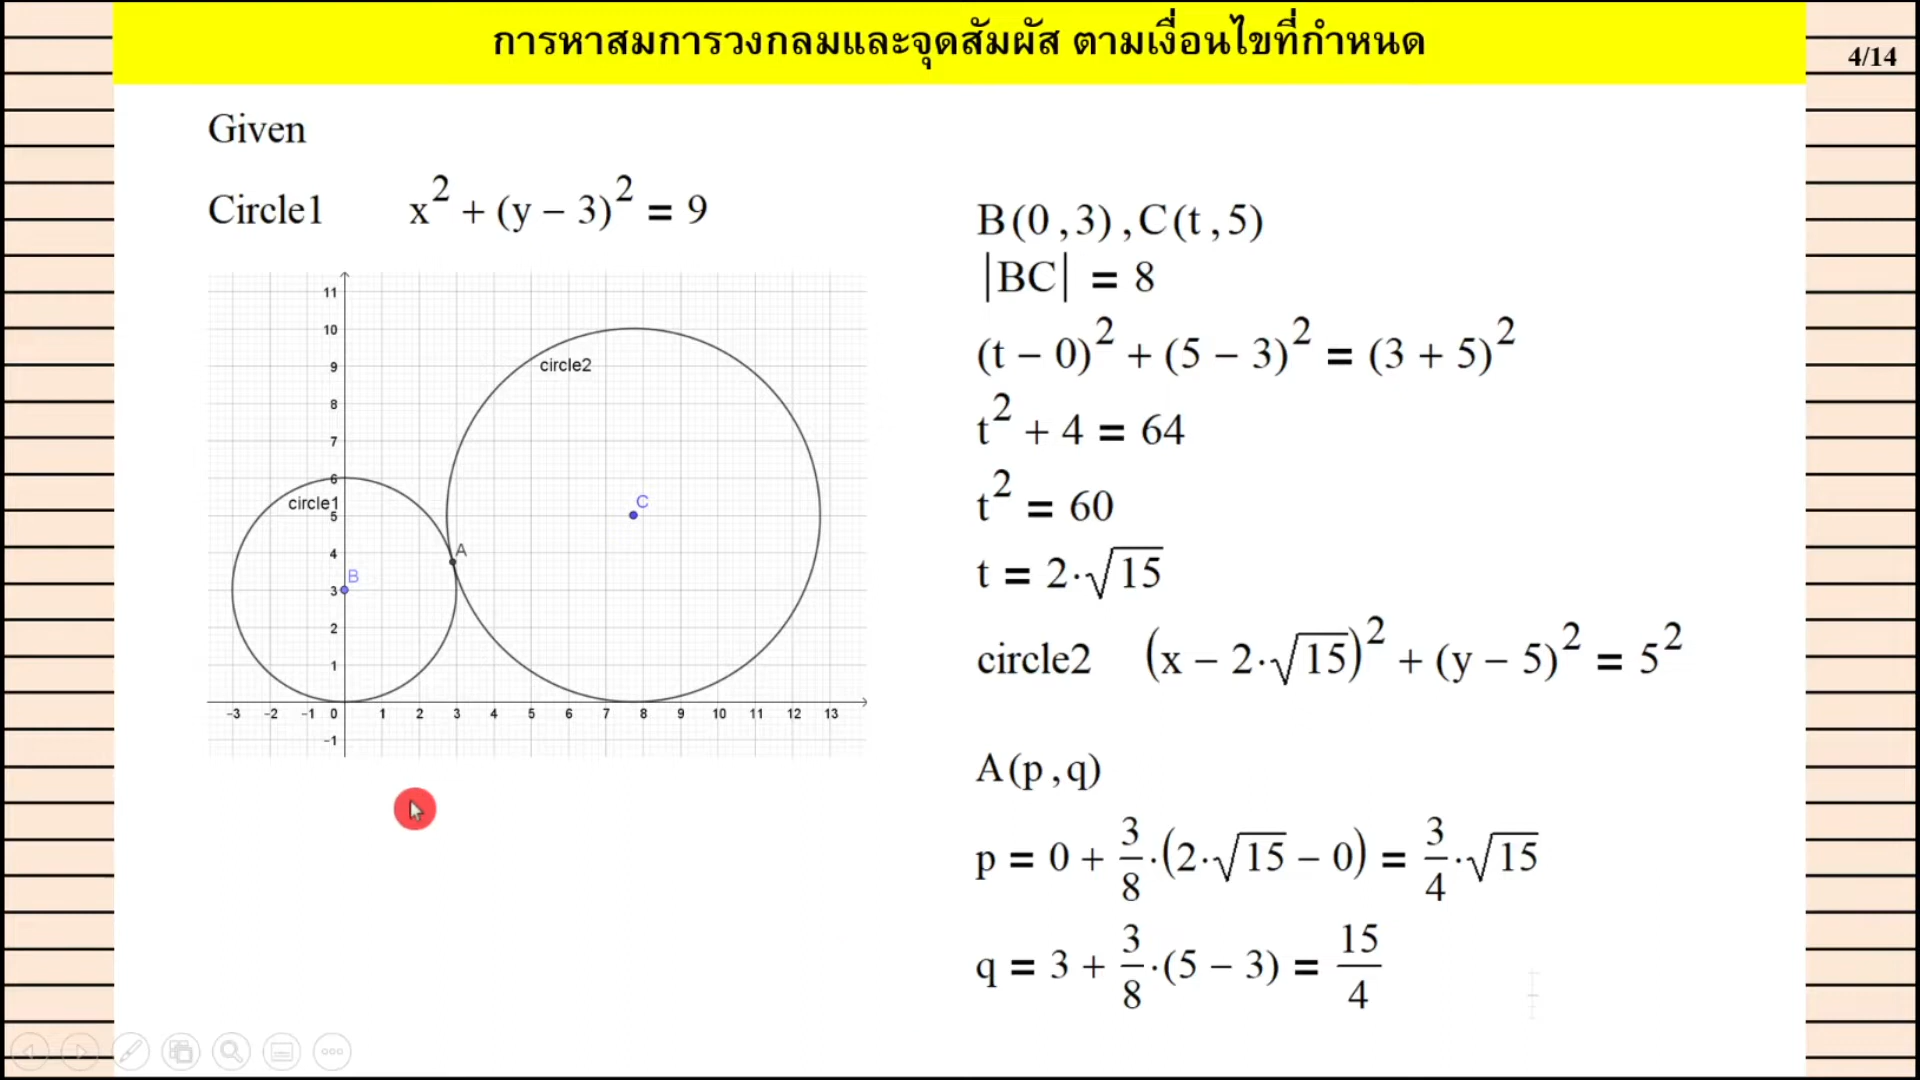 การหาสมการวงกลมและจุดสัมผัส ตามเงื่อนไขที่กำหนด
4/14
Given
Circle1 x² + (y − 3)² = 9
11
10
9
8
7
6
5
4
3
2
1
−1
circle2
circle1
C
A
B
−3 −2 −1 0 1 2 3 4 5 6 7 8 9 10 11 12 13
B(0,3),C(t,5)
|BC| = 8
(t − 0)² + (5 − 3)² = (3 + 5)²
t² + 4 = 64
t² = 60
t = 2·√15
circle2 (x − 2·√15)² + (y − 5)² = 5²
A(p,q)
p = 0 + 3/8·(2·√15 − 0) = 3/4·√15
q = 3 + 3/8·(5 − 3) = 15/4